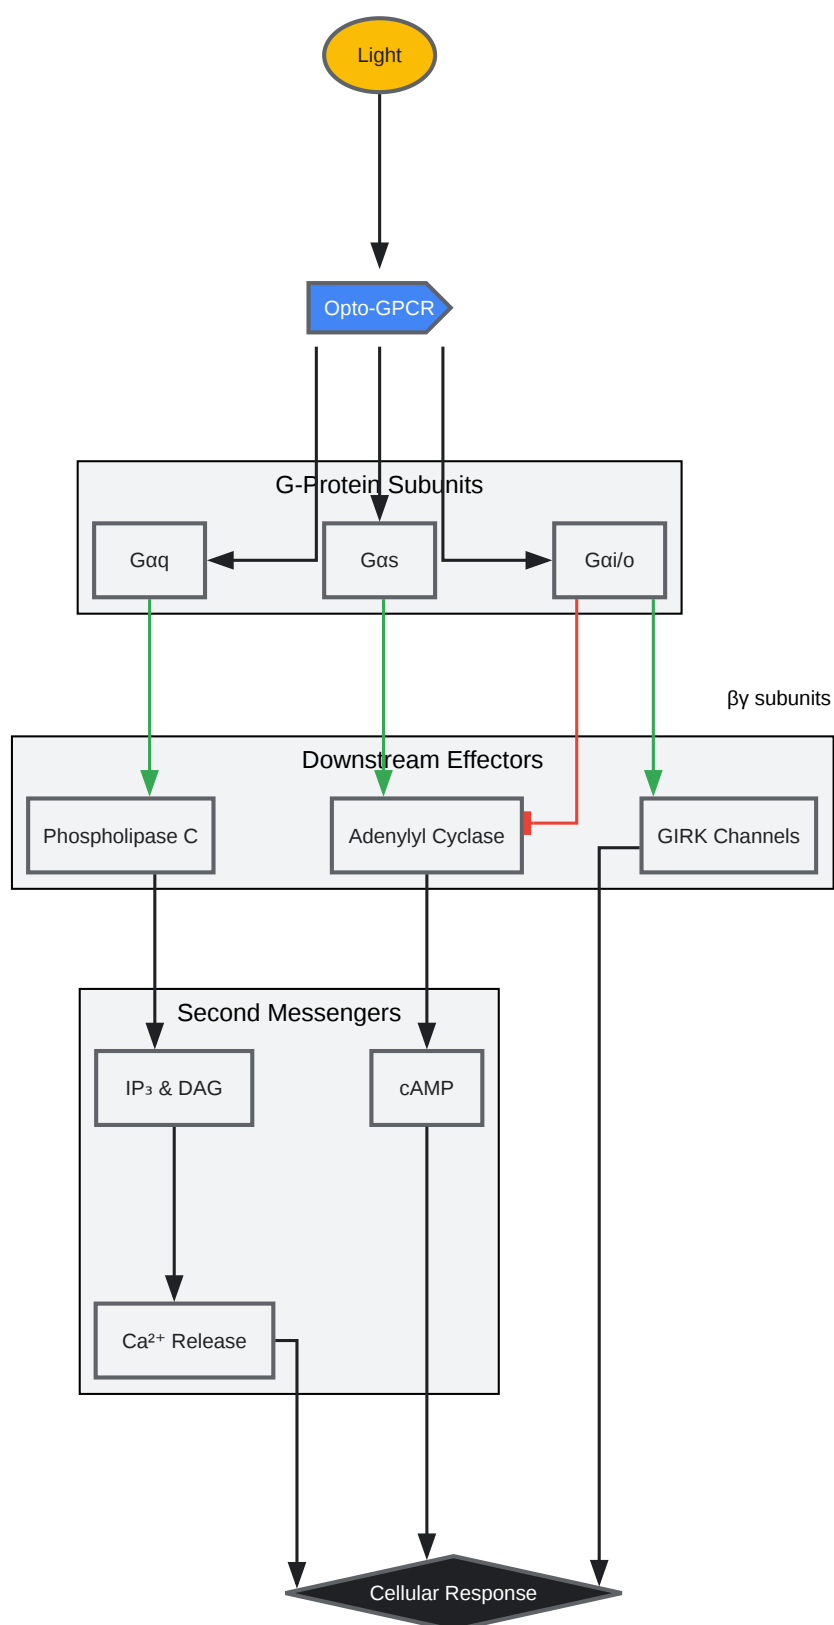 Light
Opto-GPCR
G-Protein Subunits
Gαq
Gαs
Gαi/o
βγ subunits
Downstream Effectors
Phospholipase C
Adenylyl Cyclase
GIRK Channels
Second Messengers
IP₃ & DAG
cAMP
Ca²⁺ Release
Cellular Response